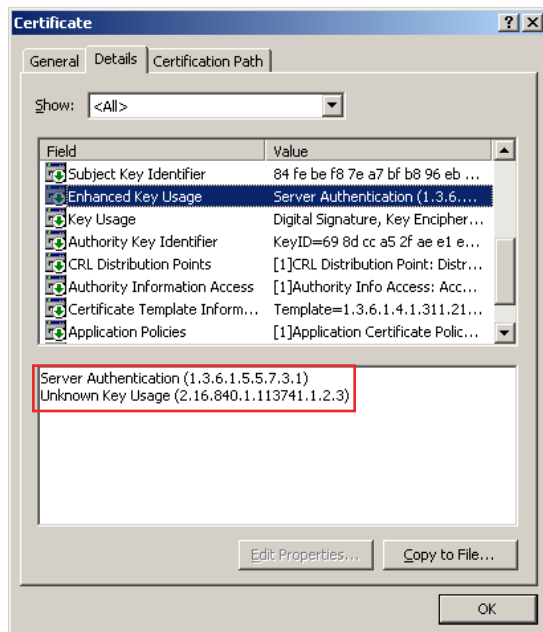 Certificate
General Details Certification Path
Show: <All>
Field Value
Subject Key Identifier 84 fe be f8 7e a7 bf b8 96 eb ...
Enhanced Key Usage Server Authentication (1.3.6....
Key Usage Digital Signature, Key Encipher...
Authority Key Identifier KeyID=69 8d cc a5 2f ae e1 e...
CRL Distribution Points [1]CRL Distribution Point: Distr...
Authority Information Access [1]Authority Info Access: Acc...
Certificate Template Inform... Template=1.3.6.1.4.1.311.21...
Application Policies [1]Application Certificate Polic...
Server Authentication (1.3.6.1.5.5.7.3.1)
Unknown Key Usage (2.16.840.1.113741.1.2.3)
Edit Properties... Copy to File...
OK